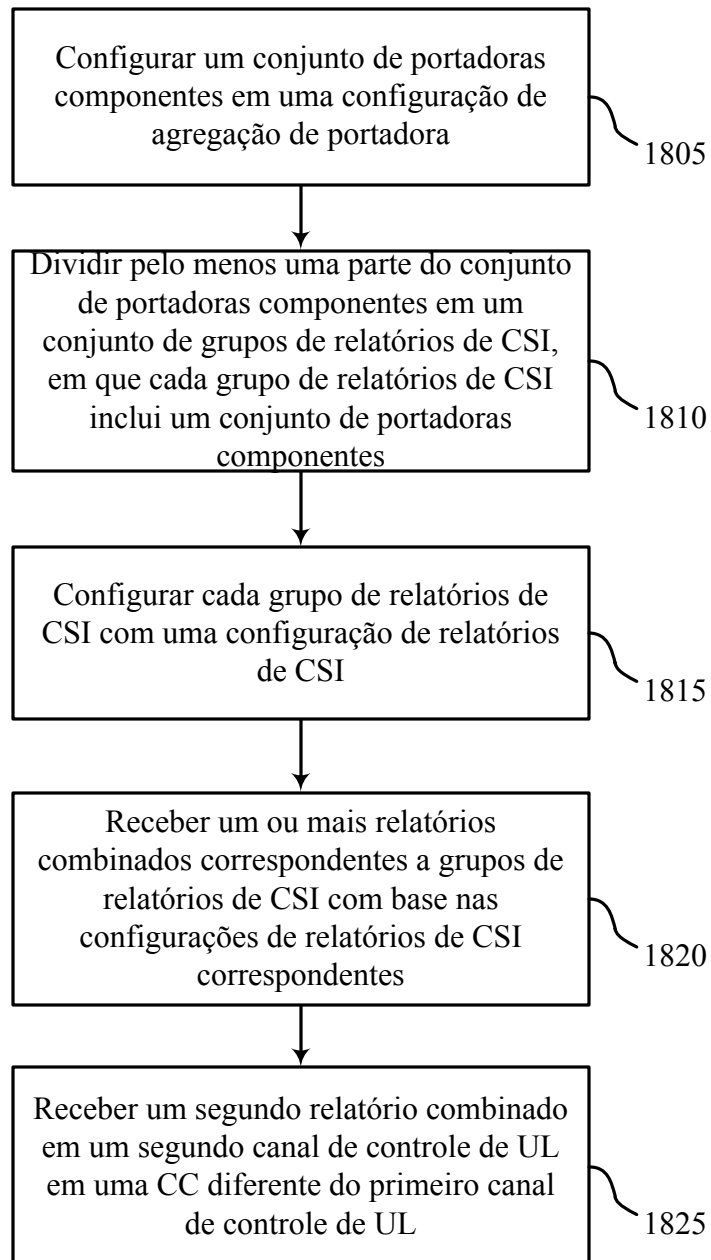 Configurar um conjunto de portadoras
componentes em uma configuração de
agregação de portadora
1805
Dividir pelo menos uma parte do conjunto
de portadoras componentes em um
conjunto de grupos de relatórios de CSI,
em que cada grupo de relatórios de CSI
inclui um conjunto de portadoras
componentes
1810
Configurar cada grupo de relatórios de
CSI com uma configuração de relatórios
de CSI
1815
Receber um ou mais relatórios
combinados correspondentes a grupos de
relatórios de CSI com base nas
configurações de relatórios de CSI
correspondentes
1820
Receber um segundo relatório combinado
em um segundo canal de controle de UL
em uma CC diferente do primeiro canal
de controle de UL
1825